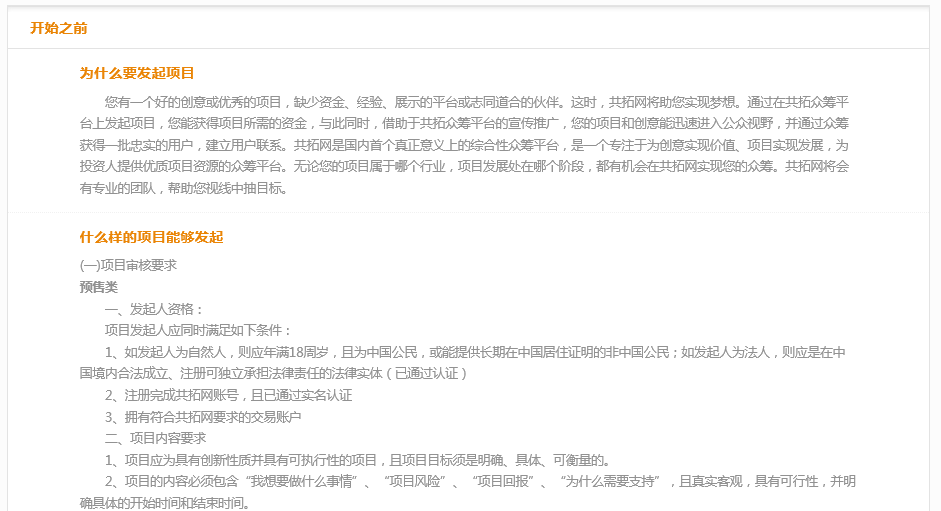 开始之前
为什么要发起项目
您有一个好的创意或优秀的项目，缺少资金、经验、展示的平台或志同道合的伙伴。这时，共拓网将助您实现梦想。通过在共拓众筹平
台上发起项目，您能获得项目所需的资金，与此同时，借助于共拓众筹平台的宣传推广，您的项目和创意能迅速进入公众视野，并通过众筹
获得一批忠实的用户，建立用户联系。共拓网是国内首个真正意义上的综合性众筹平台，是一个专注于为创意实现价值、项目实现发展，为
投资人提供优质项目资源的众筹平台。无论您的项目属于哪个行业，项目发展处在哪个阶段，都有机会在共拓网实现您的众筹。共拓网将会
有专业的团队，帮助您视线中抽目标。
什么样的项目能够发起
(一)项目审核要求
预售类
一、发起人资格：
项目发起人应同时满足如下条件：
1、如发起人为自然人，则应年满18周岁，且为中国公民，或能提供长期在中国居住证明的非中国公民；如发起人为法人，则应是在中
国境内合法成立、注册可独立承担法律责任的法律实体（已通过认证）
2、注册完成共拓网账号，且已通过实名认证
3、拥有符合共拓网要求的交易账户
二、项目内容要求
1、项目应为具有创新性质并具有可执行性的项目，且项目目标须是明确、具体、可衡量的。
2、项目的内容必须包含“我想要做什么事情”、“项目风险”、“项目回报”、“为什么需要支持”，且真实客观，具有可行性，并明
确具体的开始时间和结束时间。